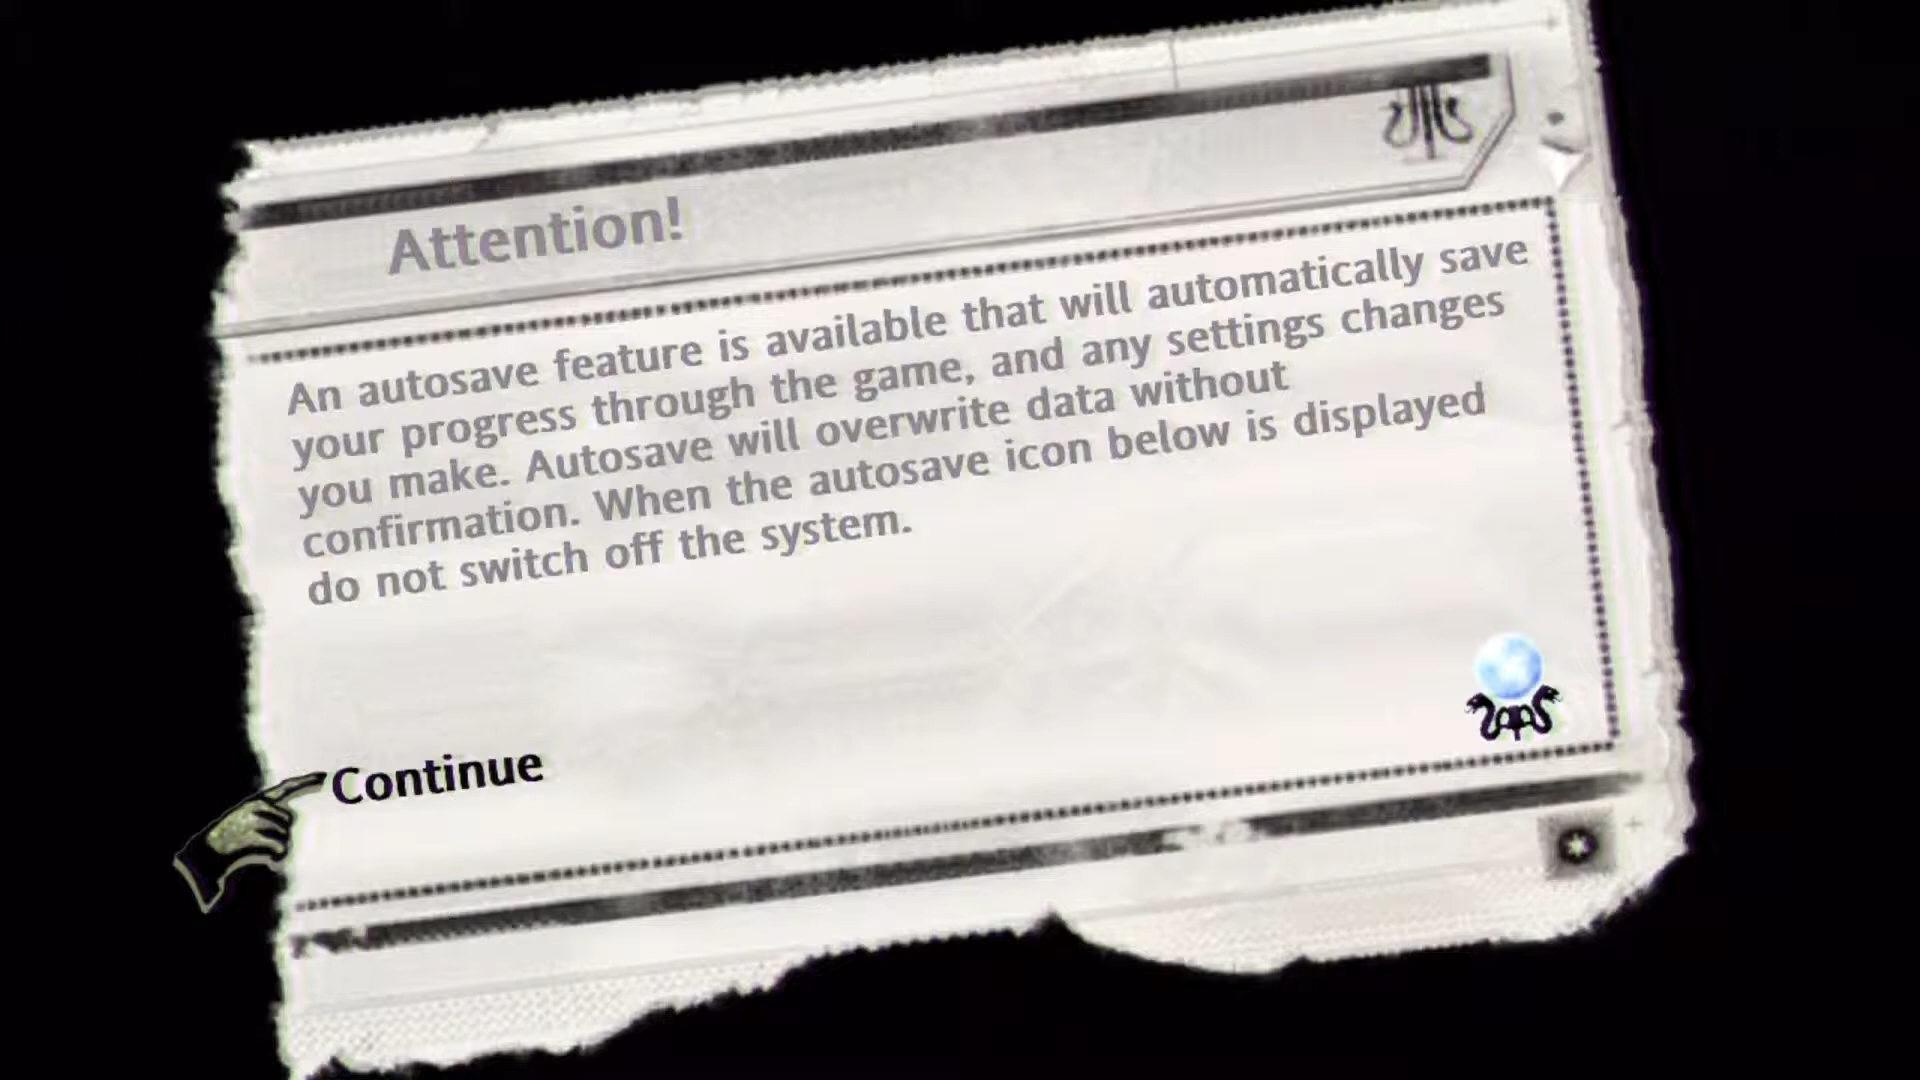 Attention!
An autosave feature is available that will automatically save
your progress through the game, and any settings changes
you make. Autosave will overwrite data without
confirmation. When the autosave icon below is displayed
do not switch off the system.
Continue